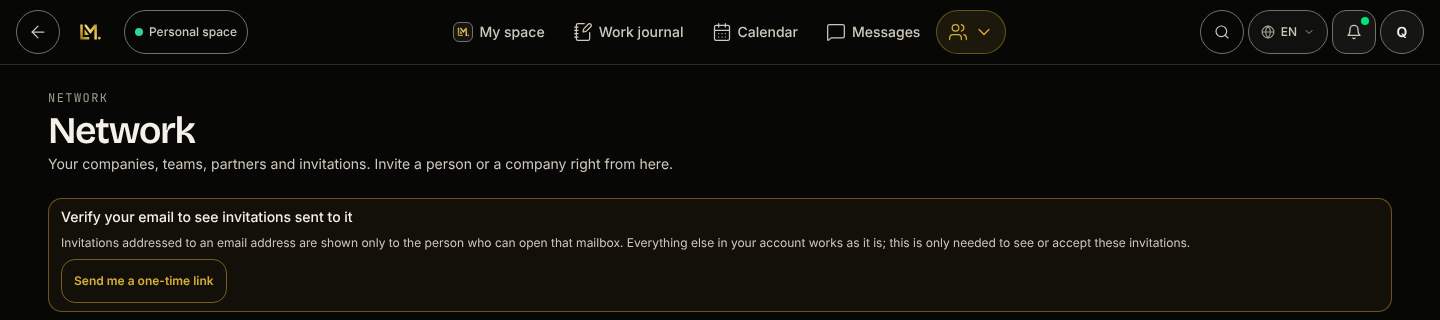 LM. Personal space My space Work journal Calendar Messages EN Q
NETWORK
Network
Your companies, teams, partners and invitations. Invite a person or a company right from here.
Verify your email to see invitations sent to it
Invitations addressed to an email address are shown only to the person who can open that mailbox. Everything else in your account works as it is; this is only needed to see or accept these invitations.
Send me a one-time link